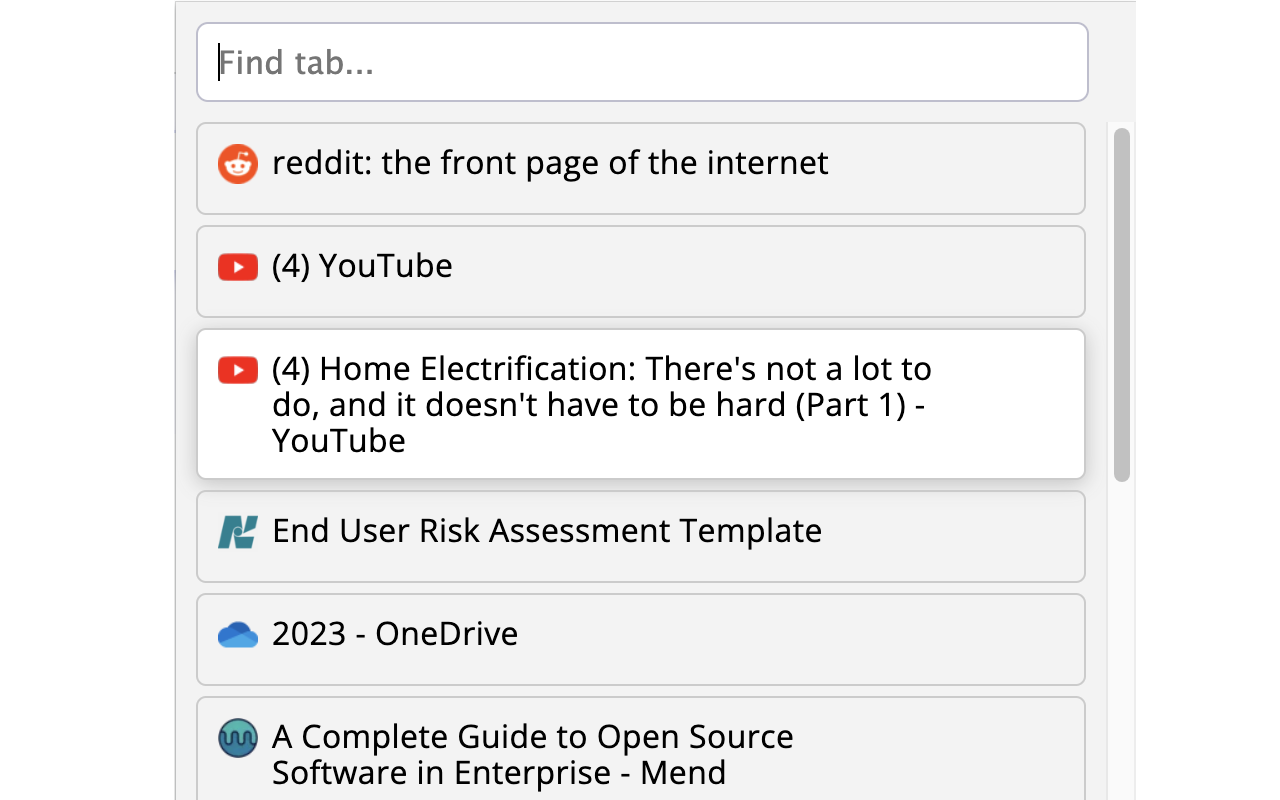 Find tab...
reddit: the front page of the internet
(4) YouTube
(4) Home Electrification: There's not a lot to
do, and it doesn't have to be hard (Part 1) -
YouTube
End User Risk Assessment Template
2023 - OneDrive
A Complete Guide to Open Source
Software in Enterprise - Mend